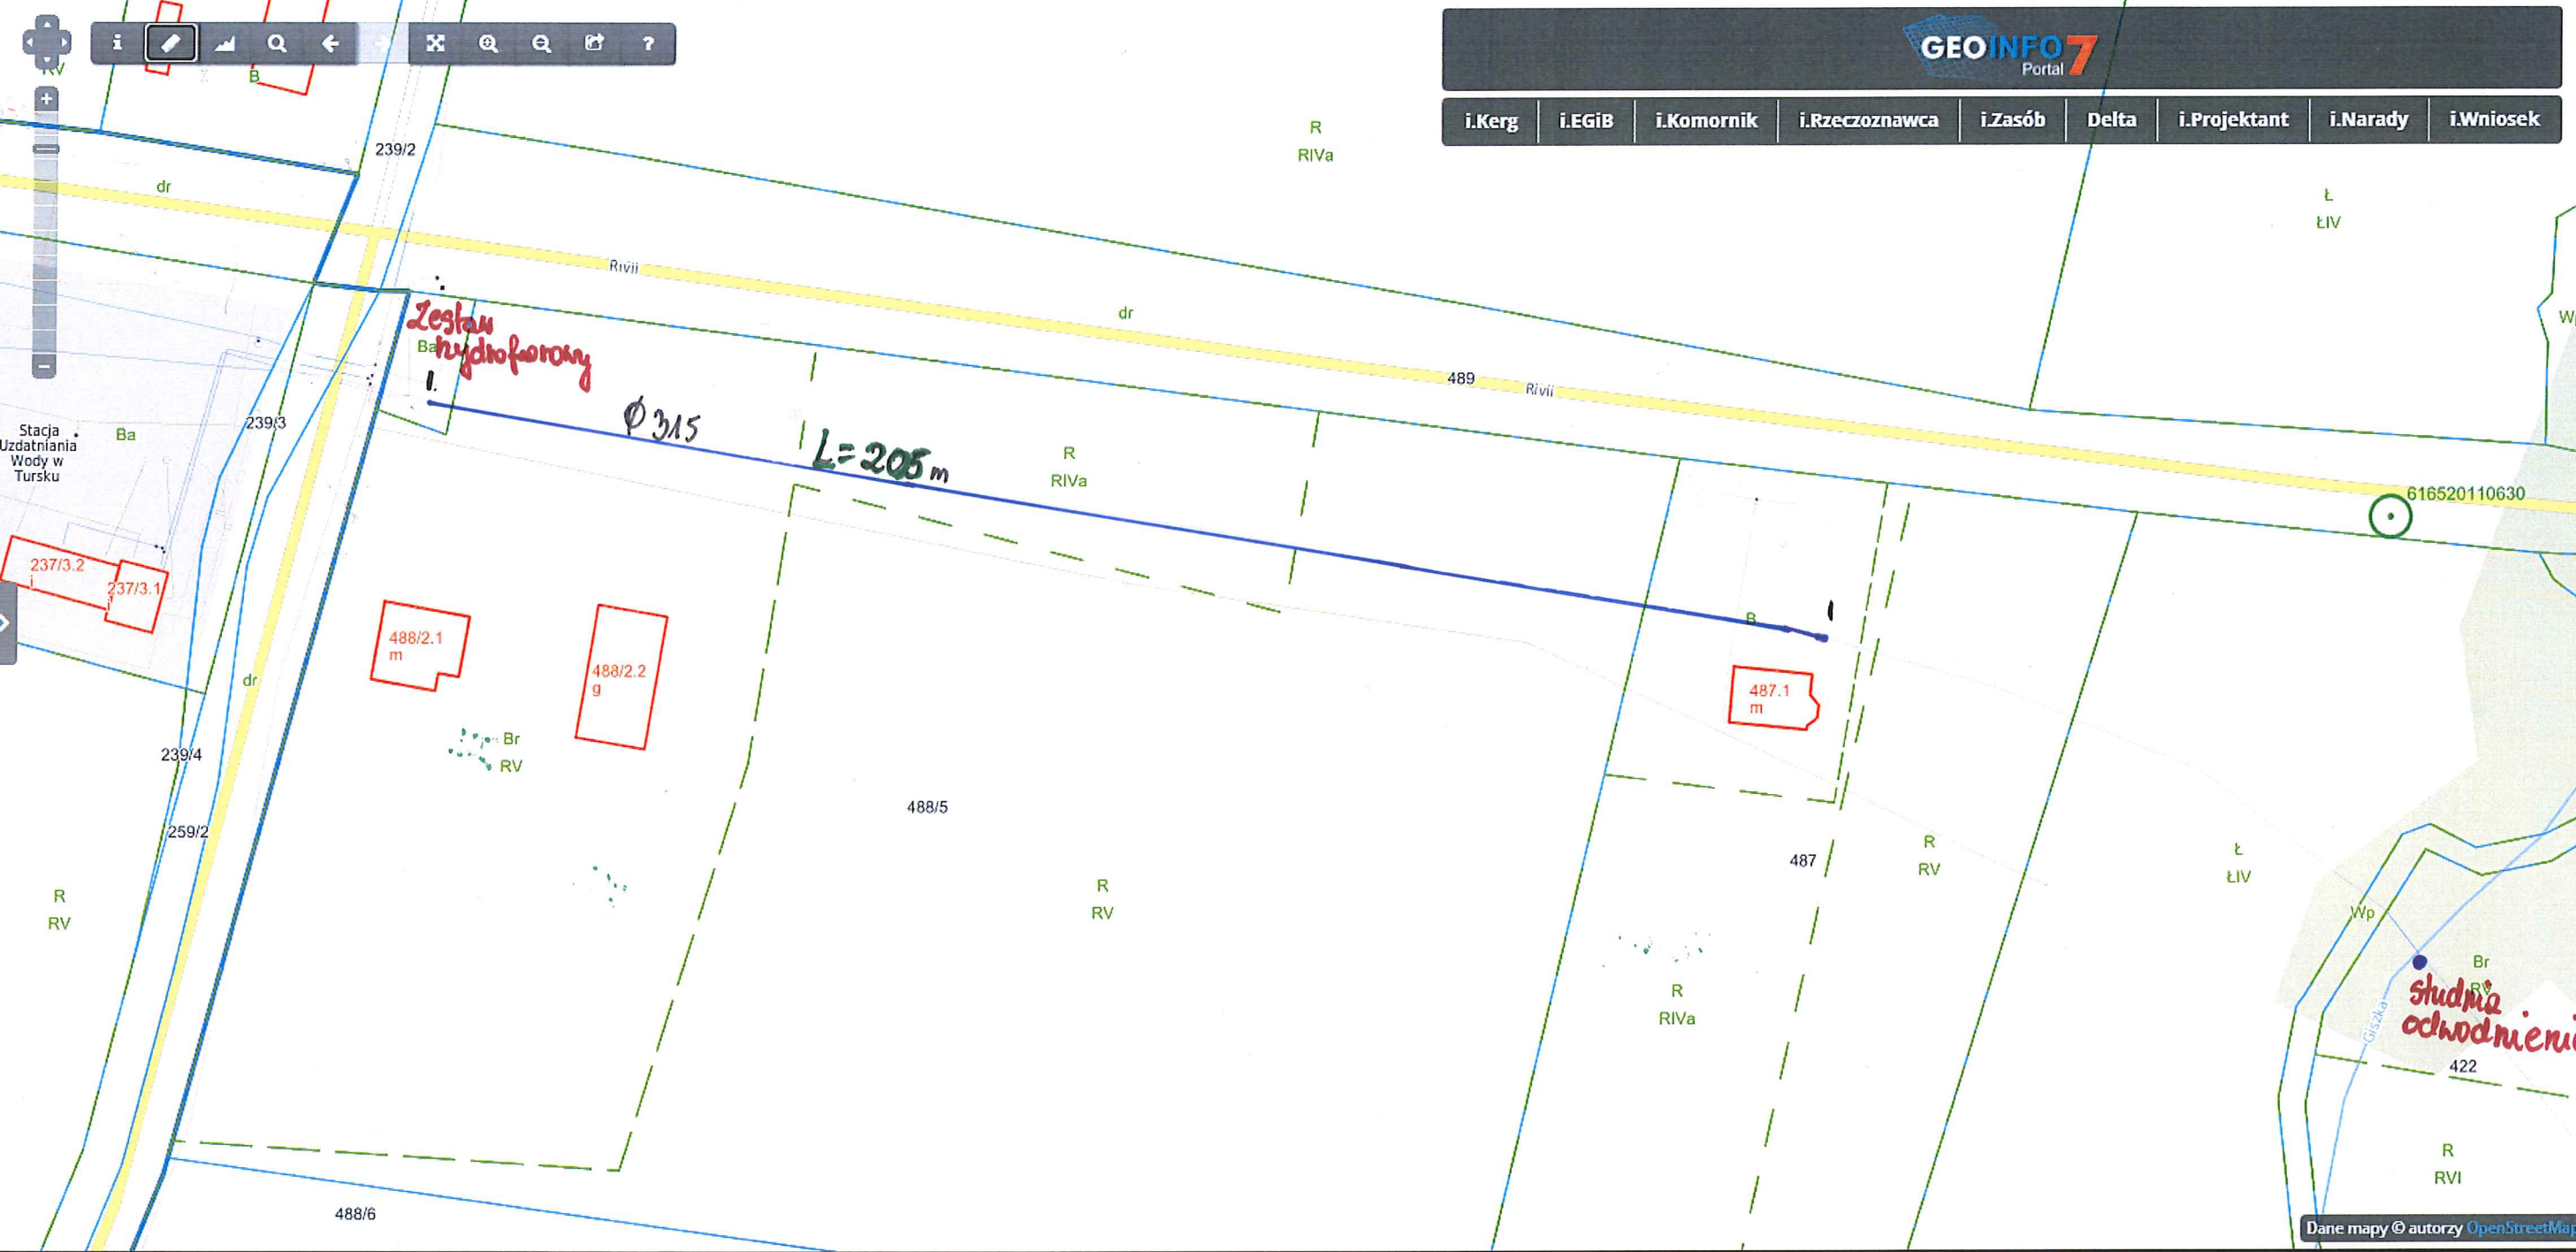 RV
B
i
?
GEOINFO 7
Portal
i.Kerg
i.EGiB
i.Komornik
i.Rzeczoznawca
i.Zasób
Delta
i.Projektant
i.Narady
i.Wniosek
239/2
R
RIVa
dr
Ł
ŁIV
Rivii
dr
W
Zestaw
hydroforowy
Ba
1.
489
Rivii
239/3
Ø 315
L=205 m
Stacja
Uzdatniania
Wody w
Tursku
Ba
R
RIVa
616520110630
237/3.2
i
237/3.1
i
488/2.1
m
488/2.2
g
B
1
487.1
m
dr
239/4
Br
RV
259/2
488/5
487
R
RV
R
RV
R
RV
Ł
ŁIV
Wp
Br
RV
studnia
odwodnieni
Giszka
R
RIVa
422
R
RVI
488/6
Dane mapy © autorzy OpenStreetMap